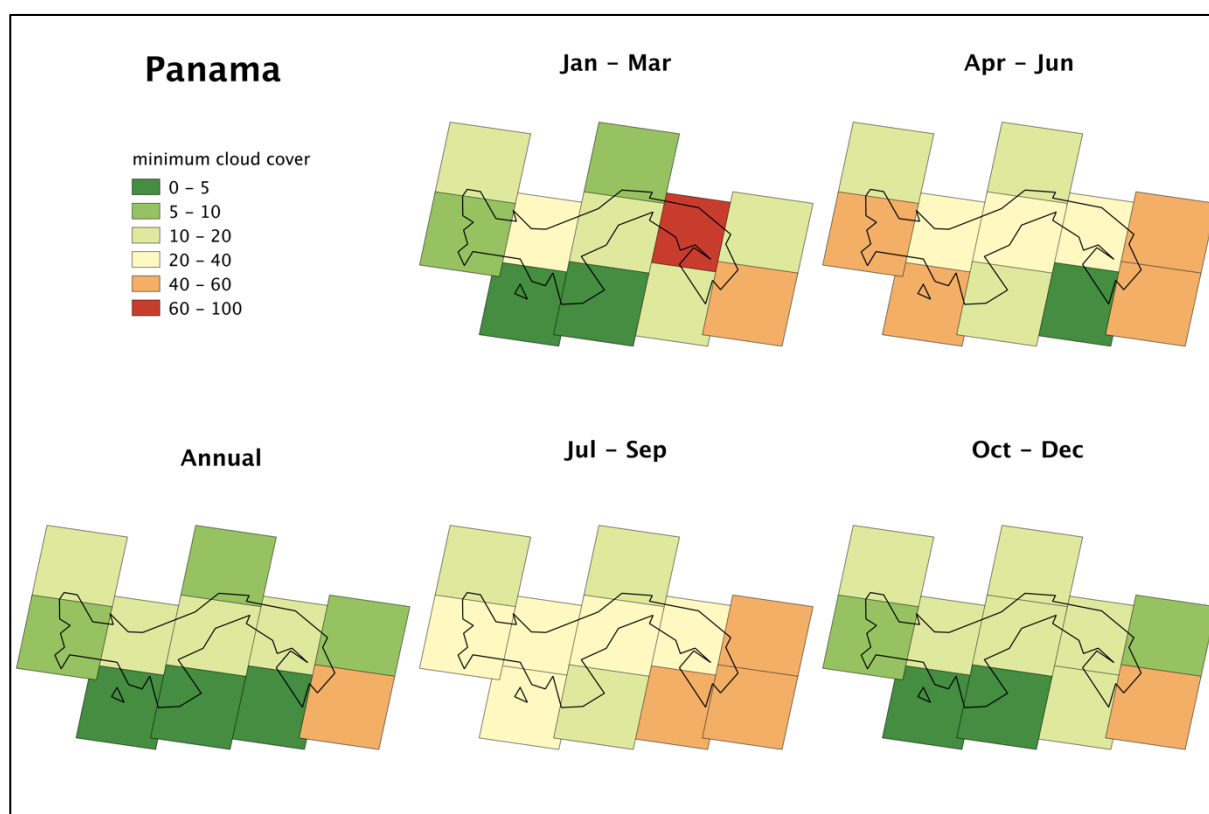 Panama
minimum cloud cover
0 – 5
5 – 10
10 – 20
20 – 40
40 – 60
60 – 100
Jan – Mar
Apr – Jun
Annual
Jul – Sep
Oct – Dec